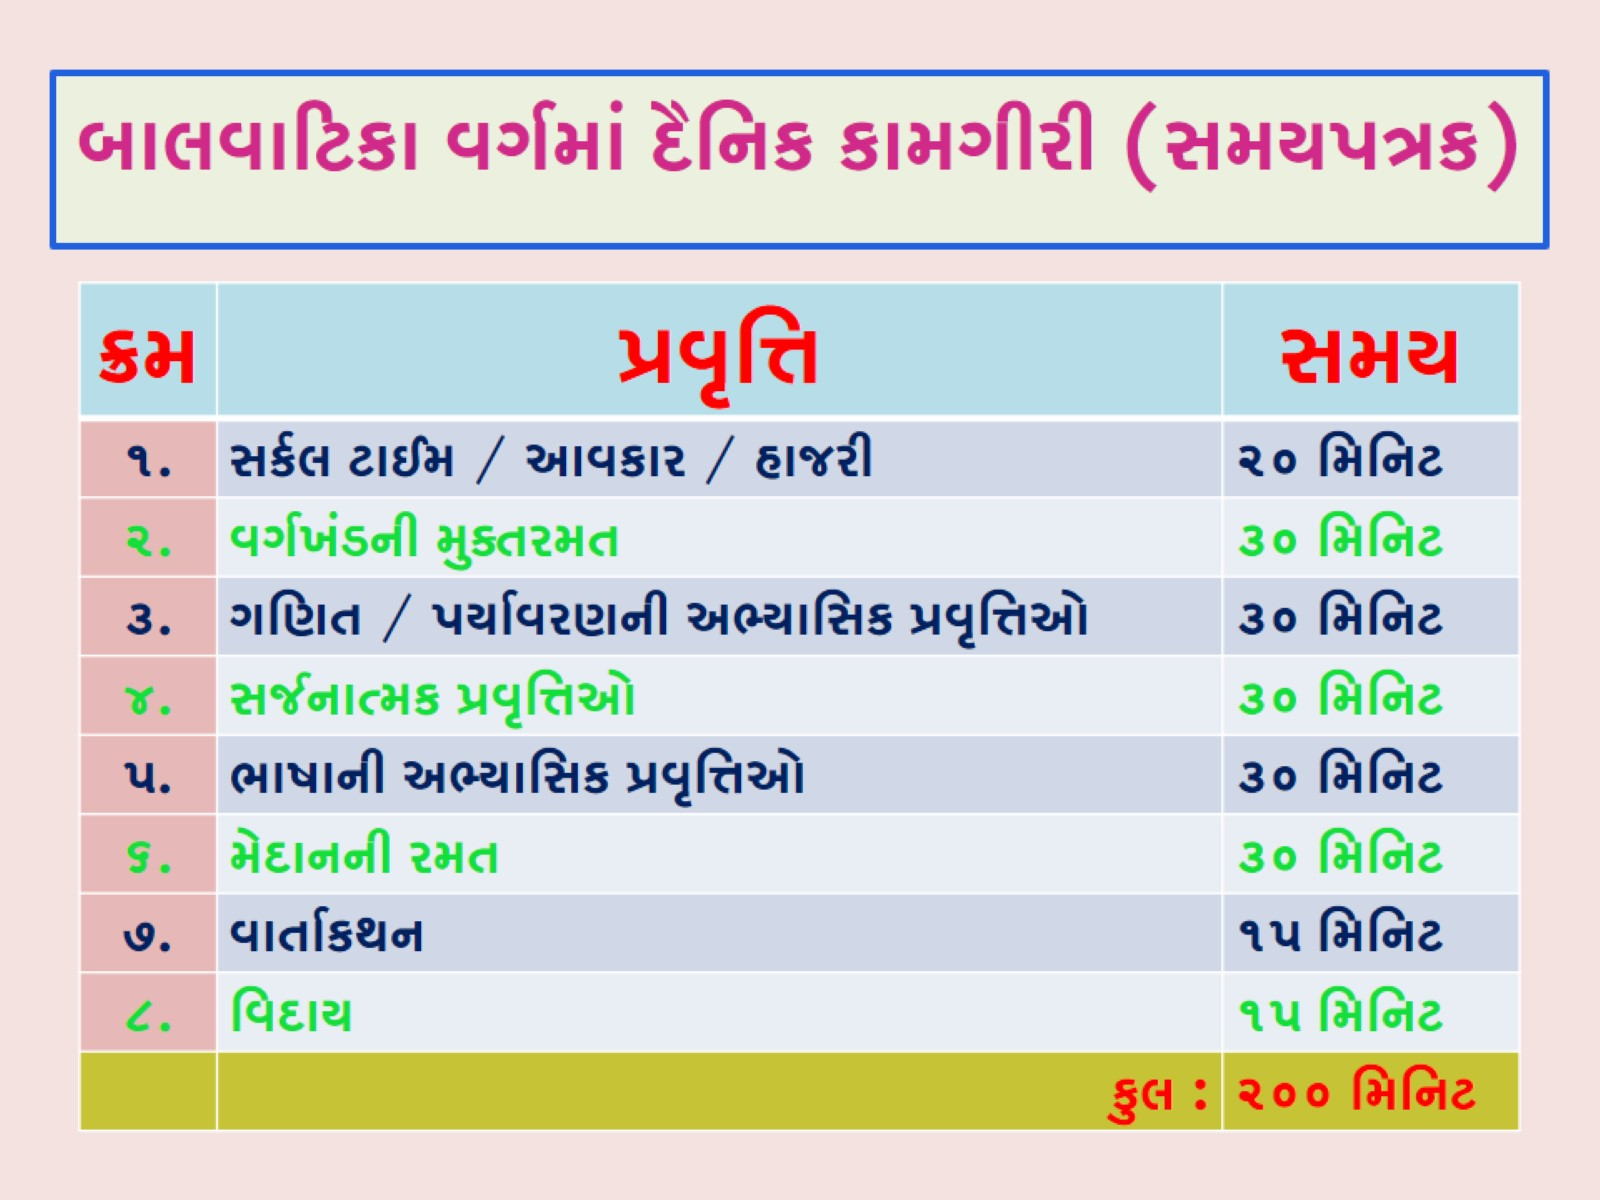 બાલવાટિકા વર્ગમાં દૈનિક કામગીરી (સમયપત્રક)
ક્રમ પ્રવૃત્તિ સમય
૧. સર્કલ ટાઈમ / આવકાર / હાજરી ૨૦ મિનિટ
૨. વર્ગખંડની મુક્તરમત ૩૦ મિનિટ
૩. ગણિત / પર્યાવરણની અભ્યાસિક પ્રવૃત્તિઓ ૩૦ મિનિટ
૪. સર્જનાત્મક પ્રવૃત્તિઓ ૩૦ મિનિટ
૫. ભાષાની અભ્યાસિક પ્રવૃત્તિઓ ૩૦ મિનિટ
૬. મેદાનની રમત ૩૦ મિનિટ
૭. વાર્તાકથન ૧૫ મિનિટ
૮. વિદાય ૧૫ મિનિટ
કુલ : ૨૦૦ મિનિટ